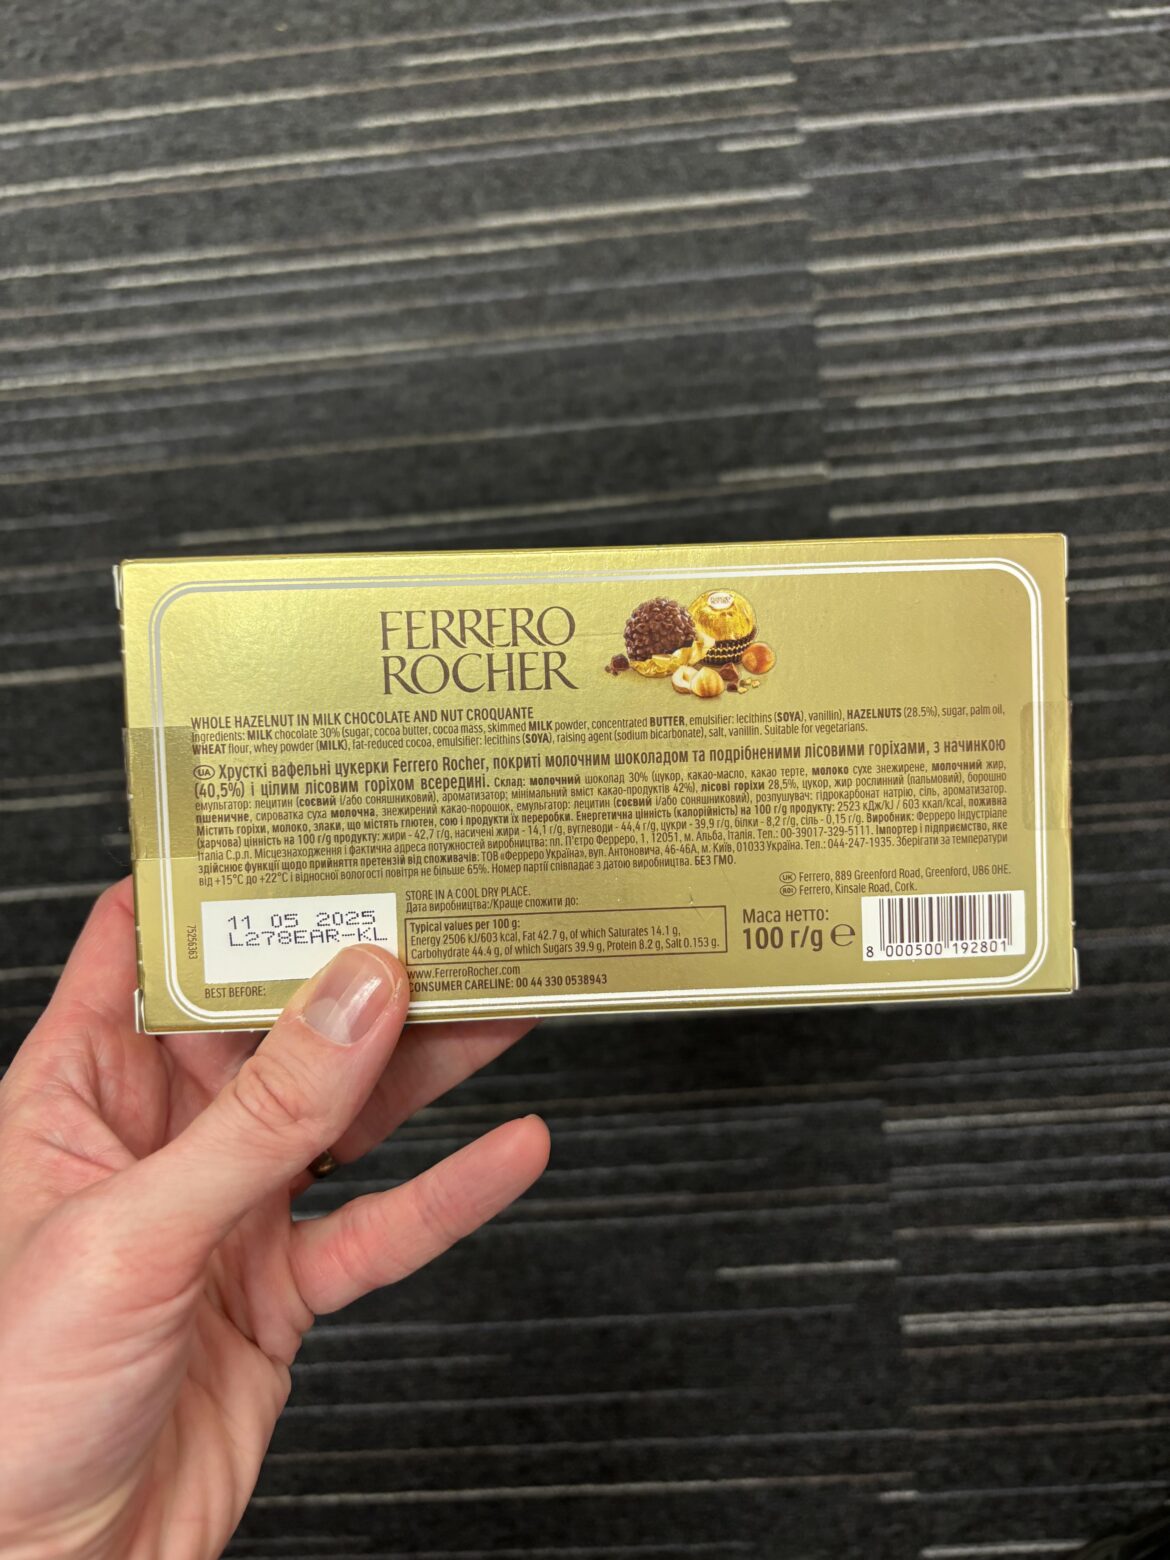 FERRERO
ROCHER
WHOLE HAZELNUT IN MILK CHOCOLATE AND NUT CROQUANTE
Ingredients: MILK chocolate 30% (sugar, cocoa butter, cocoa mass, skimmed MILK powder, concentrated BUTTER, emulsifier: lecithins (SOYA), vanillin), HAZELNUTS (28.5%), sugar, palm oil,
WHEAT flour, whey powder (MILK), fat-reduced cocoa, emulsifier: lecithins (SOYA), raising agent (sodium bicarbonate), salt, vanillin. Suitable for vegetarians.
UA Хрусткі вафельні цукерки Ferrero Rocher, покриті молочним шоколадом та подрібненими лісовими горіхами, з начинкою
(40,5%) і цілим лісовим горіхом всередині. Склад: молочний шоколад 30% (цукор, какао-масло, какао терте, молоко сухе знежирене, молочний жир,
емульгатор: лецитин (соєвий і/або соняшниковий), ароматизатор; мінімальний вміст какао-продуктів 42%), лісові горіхи 28,5%, цукор, жир рослинний (пальмовий), борошно
пшеничне, сироватка суха молочна, знежирений какао-порошок, емульгатор: лецитин (соєвий і/або соняшниковий), розпушувач: гідрокарбонат натрію, сіль, ароматизатор.
Містить горіхи, молоко, злаки, що містять глютен, сою і продукти їх переробки. Енергетична цінність (калорійність) на 100 г/g продукту: 2523 кДж/kJ / 603 ккал/kcal, поживна
(харчова) цінність на 100 г/g продукту: жири - 42,7 г/g, насичені жири - 14,1 г/g, вуглеводи - 44,4 г/g, цукри - 39,9 г/g, білки - 8,2 г/g, сіль - 0,15 г/g. Виробник: Ферреро Індустріале
Італія С.р.л. Місцезнаходження і фактична адреса потужностей виробництва: пл. П'єтро Ферреро, 1, 12051, м. Альба, Італія. Тел.: 00-39017-329-5111. Імпортер і підприємство, яке
здійснює функції щодо прийняття претензій від споживачів: ТОВ «Ферреро Україна», вул. Антоновича, 46-46А, м. Київ, 01033 Україна. Тел.: 044-247-1935. Зберігати за температури
від +15°C до +22°C і відносної вологості повітря не більше 65%. Номер партії співпадає з датою виробництва. БЕЗ ГМО.
UK Ferrero, 889 Greenford Road, Greenford, UB6 0HE.
ROI Ferrero, Kinsale Road, Cork.
STORE IN A COOL DRY PLACE.
Дата виробництва:/Краще спожити до:
75256363
11 05 2025
L278EAR-KL
BEST BEFORE:
Typical values per 100 g:
Energy 2506 kJ/603 kcal, Fat 42.7 g, of which Saturates 14.1 g,
Carbohydrate 44.4 g, of which Sugars 39.9 g, Protein 8.2 g, Salt 0.153 g.
www.FerreroRocher.com
CONSUMER CARELINE: 00 44 330 0538943
Маса нетто:
100 г/g ℮
8 000500 192801